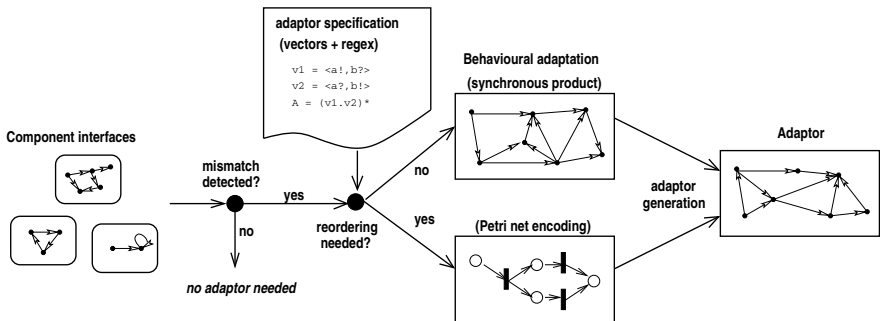 adaptor specification
(vectors + regex)
v1 = <a!,b?>
v2 = <a?,b!>
A = (v1.v2)*
Component interfaces
mismatch
detected?
yes
no
no adaptor needed
reordering
needed?
no
yes
Behavioural adaptation
(synchronous product)
(Petri net encoding)
adaptor
generation
Adaptor